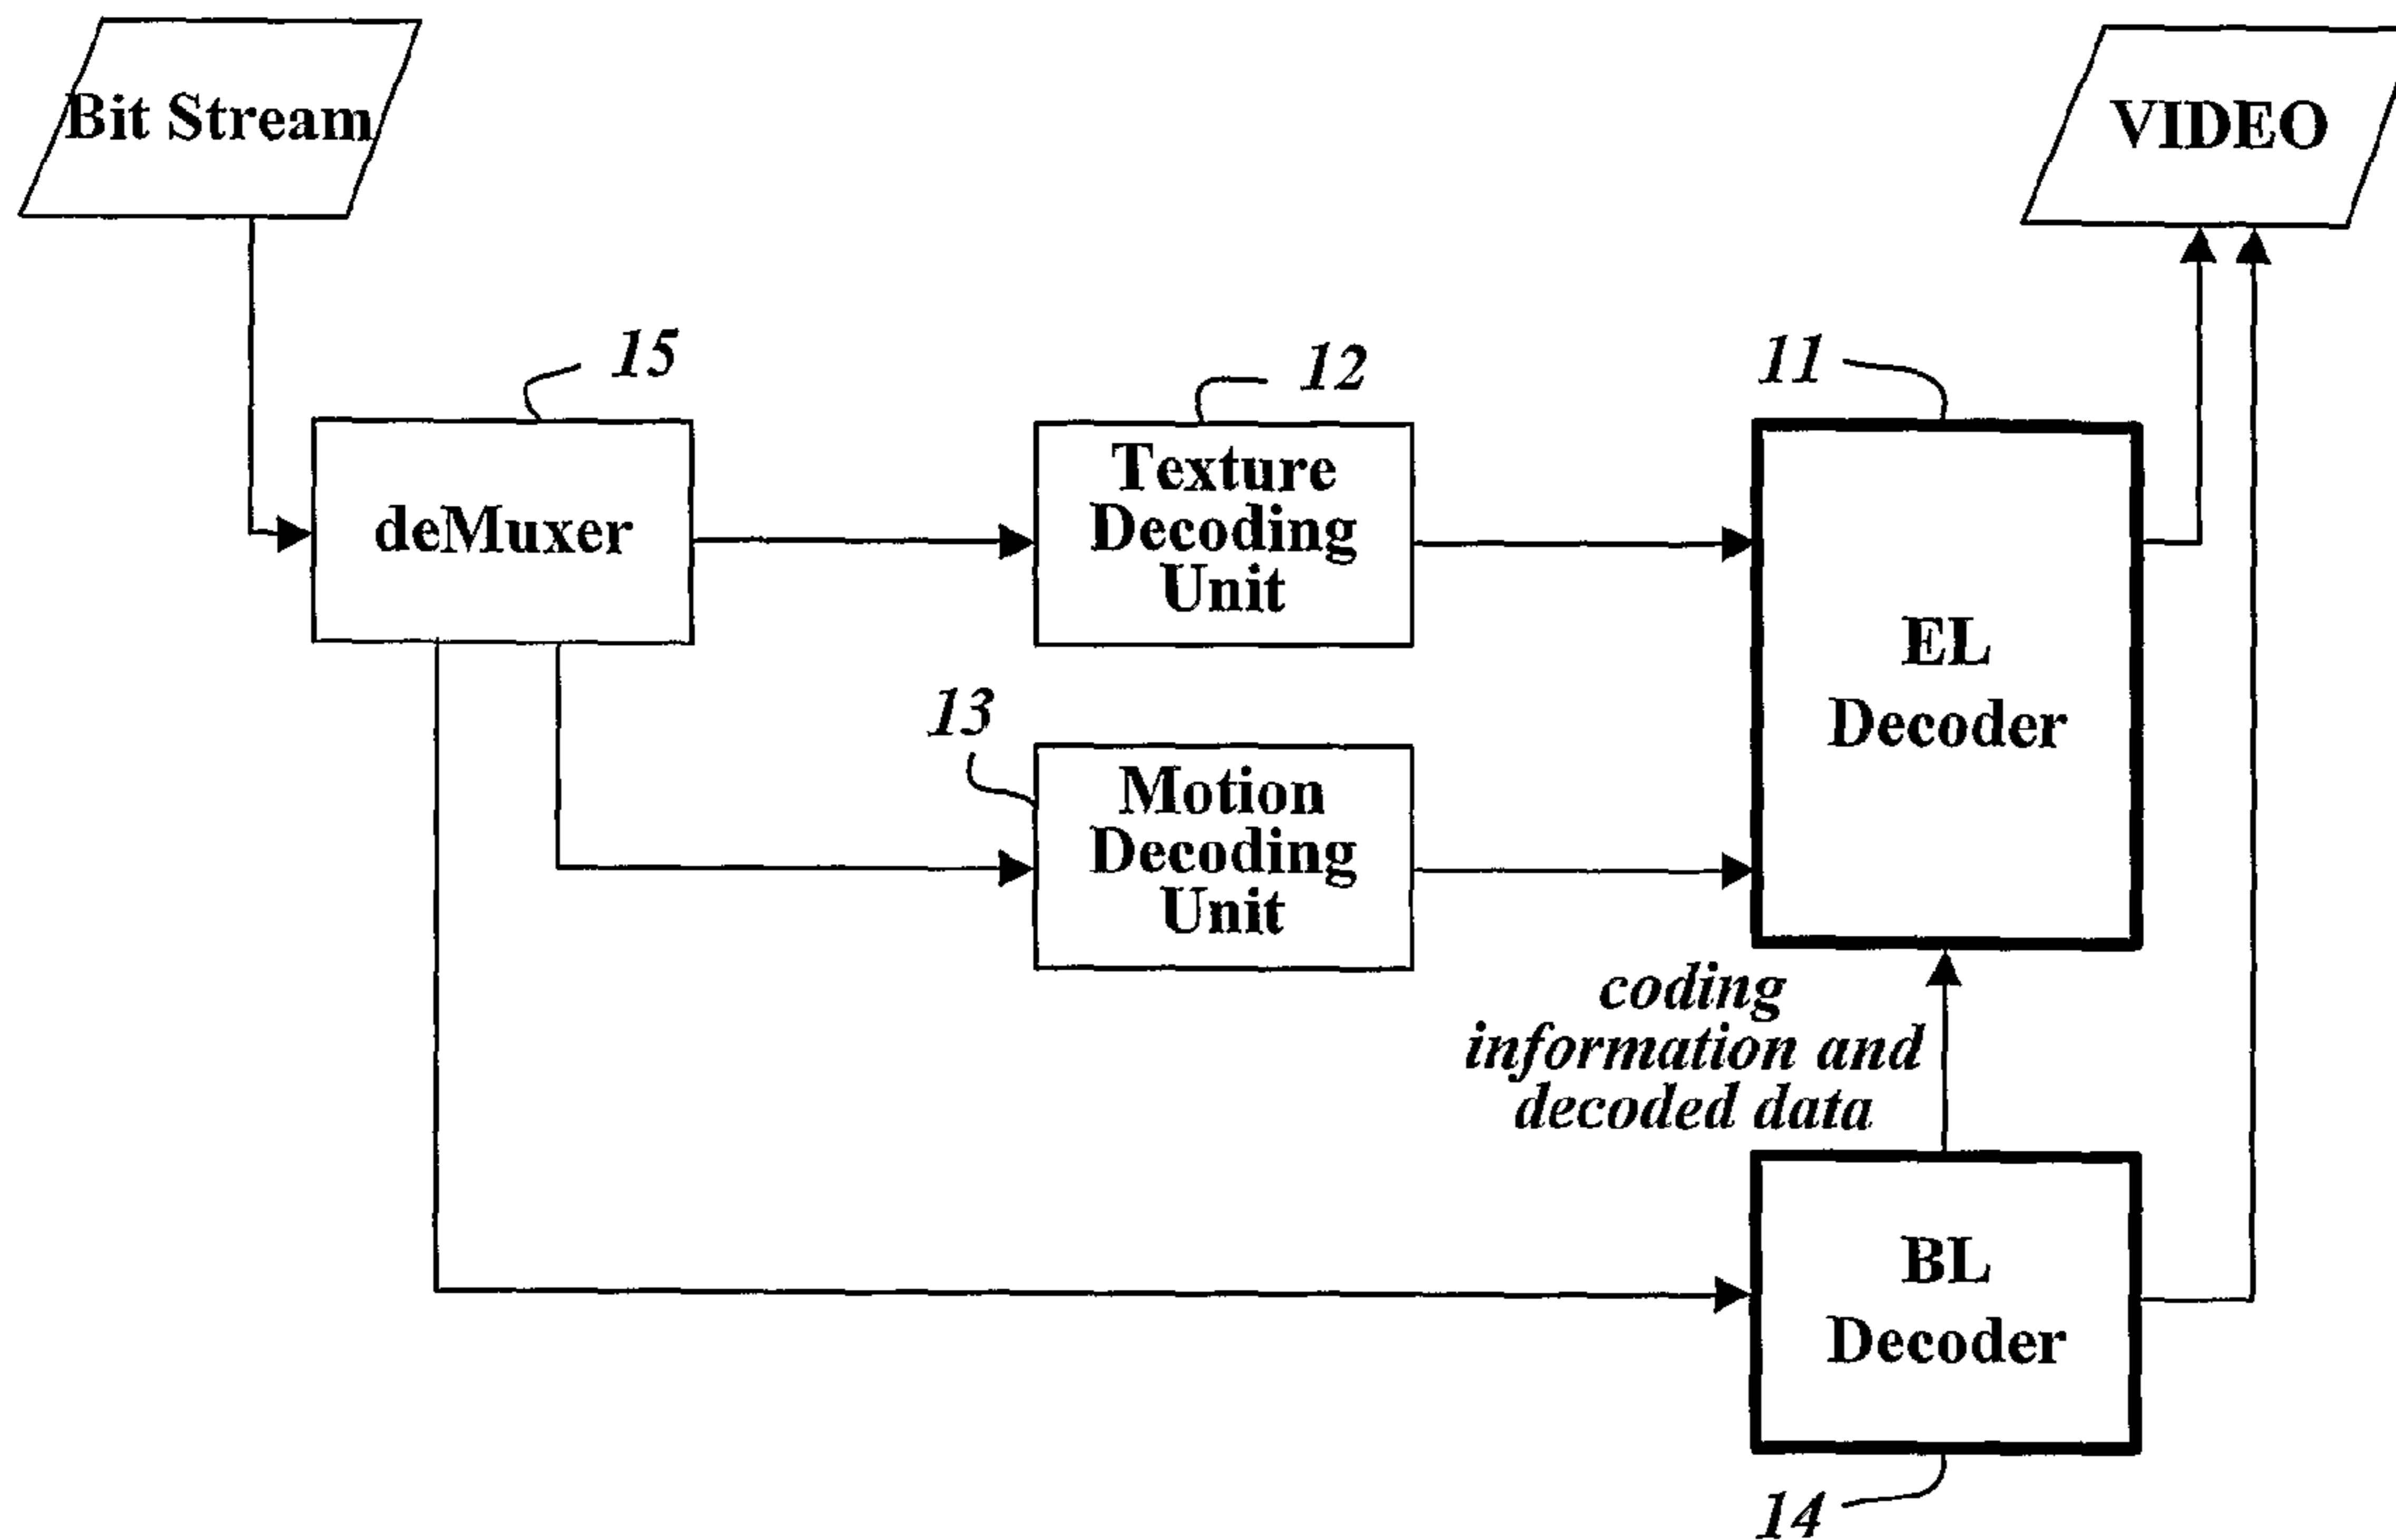 Bit Stream
VIDEO
15
12
11
deMuxer
Texture
Decoding
Unit
EL
Decoder
13
Motion
Decoding
Unit
coding
information and
decoded data
BL
Decoder
14